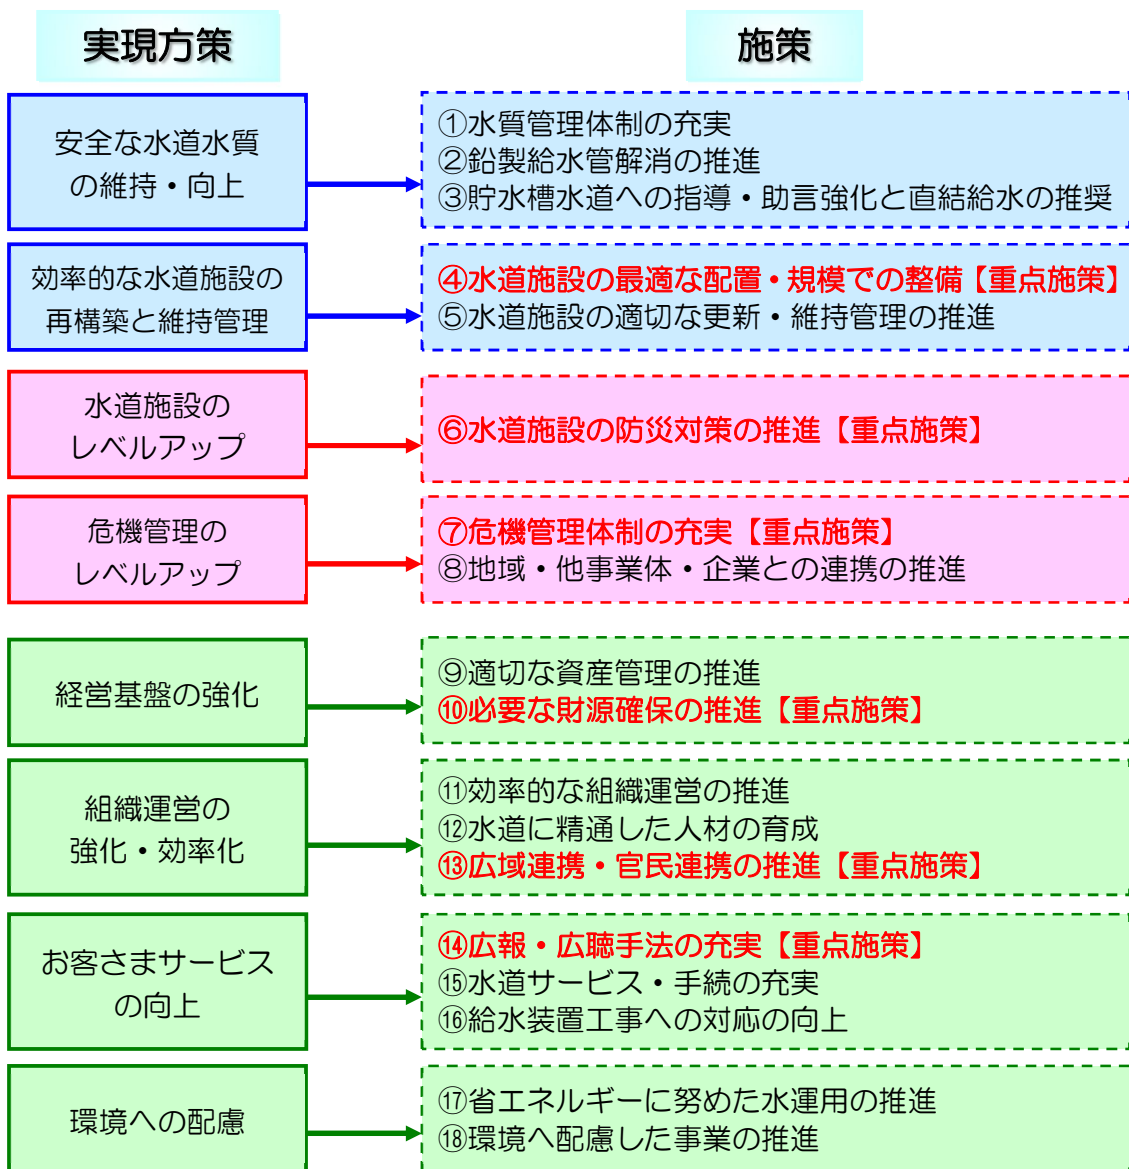 実現方策
施策
安全な水道水質
の維持・向上
①水質管理体制の充実
②鉛製給水管解消の推進
③貯水槽水道への指導・助言強化と直結給水の推奨
効率的な水道施設の
再構築と維持管理
④水道施設の最適な配置・規模での整備【重点施策】
⑤水道施設の適切な更新・維持管理の推進
水道施設の
レベルアップ
⑥水道施設の防災対策の推進【重点施策】
危機管理の
レベルアップ
⑦危機管理体制の充実【重点施策】
⑧地域・他事業体・企業との連携の推進
経営基盤の強化
⑨適切な資産管理の推進
⑩必要な財源確保の推進【重点施策】
組織運営の
強化・効率化
⑪効率的な組織運営の推進
⑫水道に精通した人材の育成
⑬広域連携・官民連携の推進【重点施策】
お客さまサービス
の向上
⑭広報・広聴手法の充実【重点施策】
⑮水道サービス・手続の充実
⑯給水装置工事への対応の向上
環境への配慮
⑰省エネルギーに努めた水運用の推進
⑱環境へ配慮した事業の推進